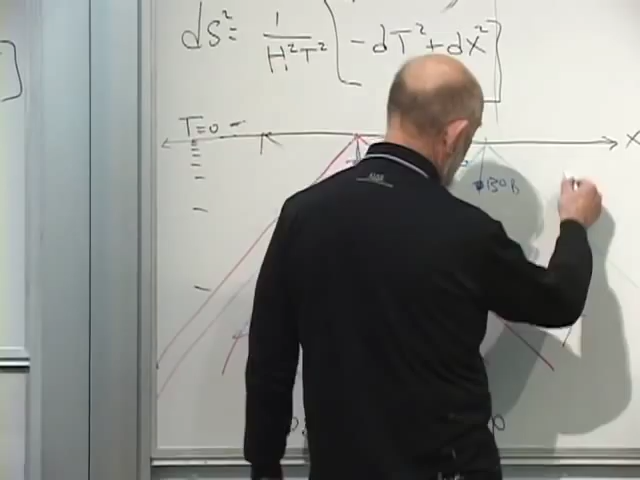 dS² = 1/H²T² [ -dT² + dX² ]
T=0
X
BOB